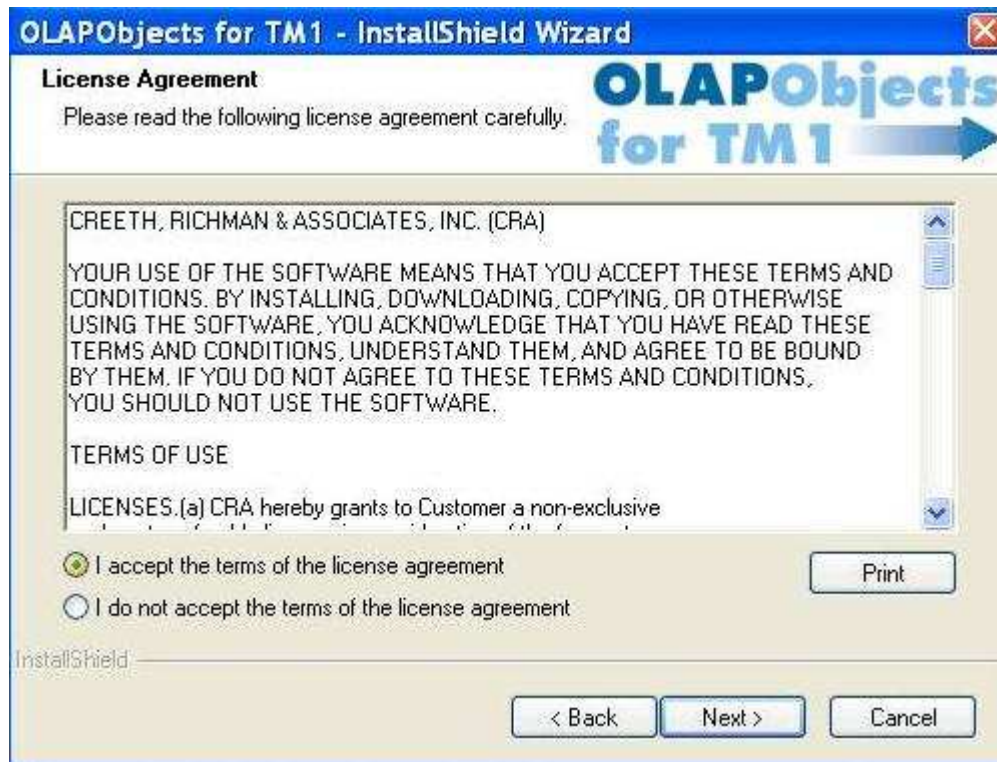 OLAPObjects for TM1 - InstallShield Wizard
License Agreement
Please read the following license agreement carefully.
OLAPObjects
for TM1
CREETH, RICHMAN & ASSOCIATES, INC. (CRA)
YOUR USE OF THE SOFTWARE MEANS THAT YOU ACCEPT THESE TERMS AND
CONDITIONS. BY INSTALLING, DOWNLOADING, COPYING, OR OTHERWISE
USING THE SOFTWARE, YOU ACKNOWLEDGE THAT YOU HAVE READ THESE
TERMS AND CONDITIONS, UNDERSTAND THEM, AND AGREE TO BE BOUND
BY THEM. IF YOU DO NOT AGREE TO THESE TERMS AND CONDITIONS,
YOU SHOULD NOT USE THE SOFTWARE.
TERMS OF USE
LICENSES.(a) CRA hereby grants to Customer a non-exclusive
I accept the terms of the license agreement
Print
I do not accept the terms of the license agreement
InstallShield
< Back
Next >
Cancel